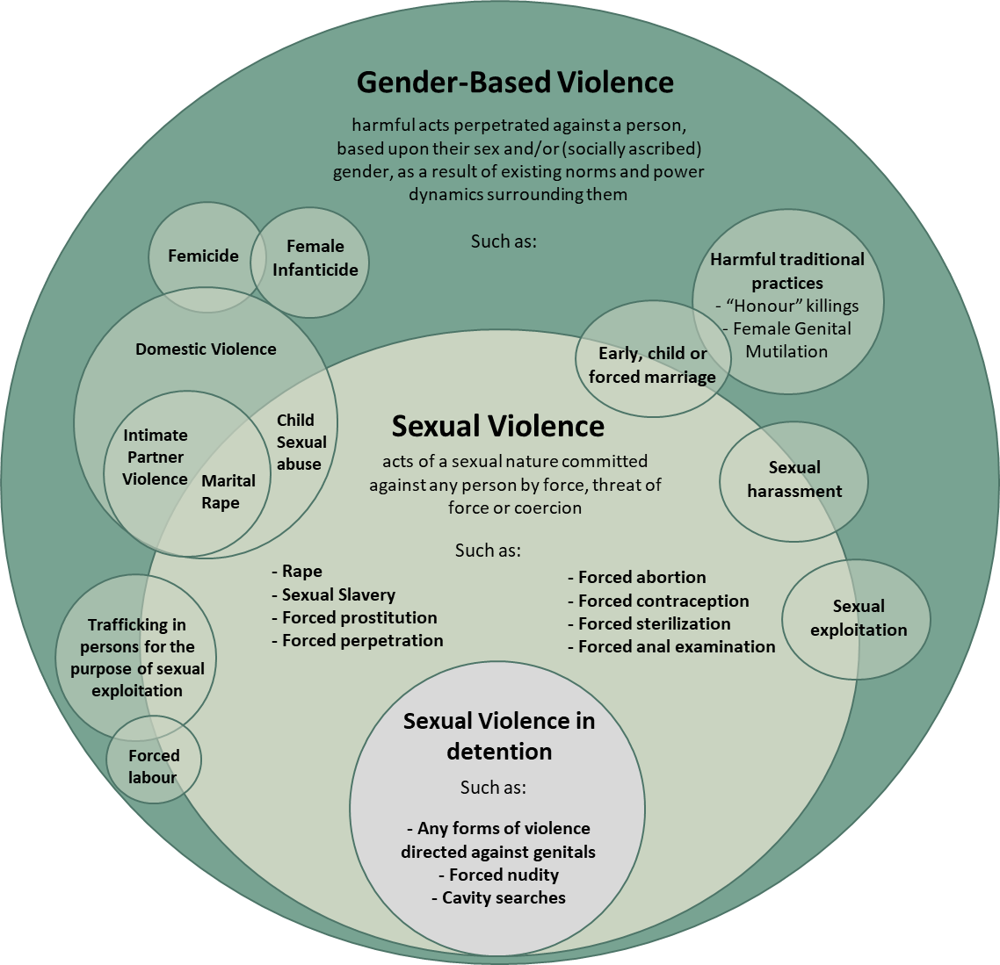 Gender-Based Violence
harmful acts perpetrated against a person,
based upon their sex and/or (socially ascribed)
gender, as a result of existing norms and power
dynamics surrounding them
Such as:
Femicide
Female
Infanticide
Harmful traditional
practices
- “Honour” killings
- Female Genital
Mutilation
Early, child or
forced marriage
Domestic Violence
Intimate
Partner
Violence
Marital
Rape
Child
Sexual
abuse
Sexual Violence
acts of a sexual nature committed
against any person by force, threat of
force or coercion
Such as:
- Rape
- Sexual Slavery
- Forced prostitution
- Forced perpetration
- Forced abortion
- Forced contraception
- Forced sterilization
- Forced anal examination
Sexual
harassment
Sexual
exploitation
Trafficking in
persons for the
purpose of sexual
exploitation
Forced
labour
Sexual Violence in
detention
Such as:
- Any forms of violence
directed against genitals
- Forced nudity
- Cavity searches